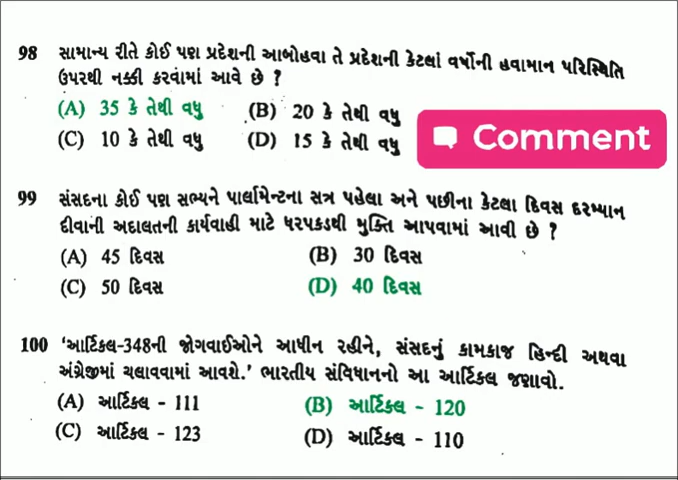 98 સામાન્ય રીતે કોઈ પણ પ્રદેશની આબોહવા તે પ્રદેશની કેટલાં વર્ષોની હવામાન પરિસ્થિતિ
ઉપરથી નક્કી કરવામાં આવે છે ?
(A) 35 કે તેથી વધુ (B) 20 કે તેથી વધુ
(C) 10 કે તેથી વધુ (D) 15 કે તેથી વધુ
Comment
99 સંસદના કોઈ પણ સભ્યને પાર્લામેન્ટના સત્ર પહેલા અને પછીના કેટલા દિવસ દરમ્યાન
દીવાની અદાલતની કાર્યવાહી માટે ધરપકડથી મુક્તિ આપવામાં આવી છે ?
(A) 45 દિવસ (B) 30 દિવસ
(C) 50 દિવસ (D) 40 દિવસ
100 'આર્ટિકલ-348ની જોગવાઈઓને આધીન રહીને, સંસદનું કામકાજ હિન્દી અથવા
અંગ્રેજીમાં ચલાવવામાં આવશે.' ભારતીય સંવિધાનનો આ આર્ટિકલ જણાવો.
(A) આર્ટિકલ - 111 (B) આર્ટિકલ - 120
(C) આર્ટિકલ - 123 (D) આર્ટિકલ - 110